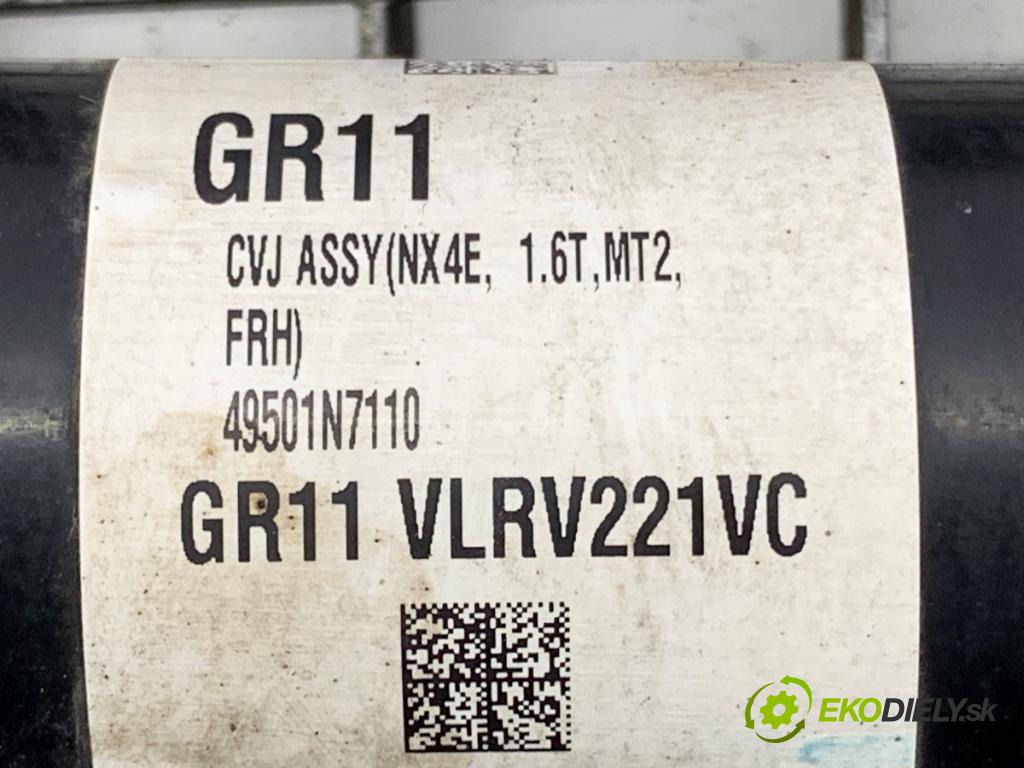 GR11
CVJ ASSY(NX4E, 1.6T,MT2,
FRH)
49501N7110
GR11 VLRV221VC
EKODIELY.sk